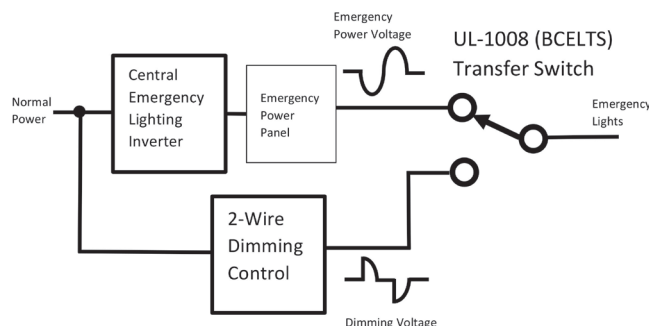 Emergency
Power Voltage
UL-1008 (BCELTS)
Transfer Switch
Normal
Power
Central
Emergency
Lighting
Inverter
Emergency
Power
Panel
Emergency
Lights
2-Wire
Dimming
Control
Dimming Voltage